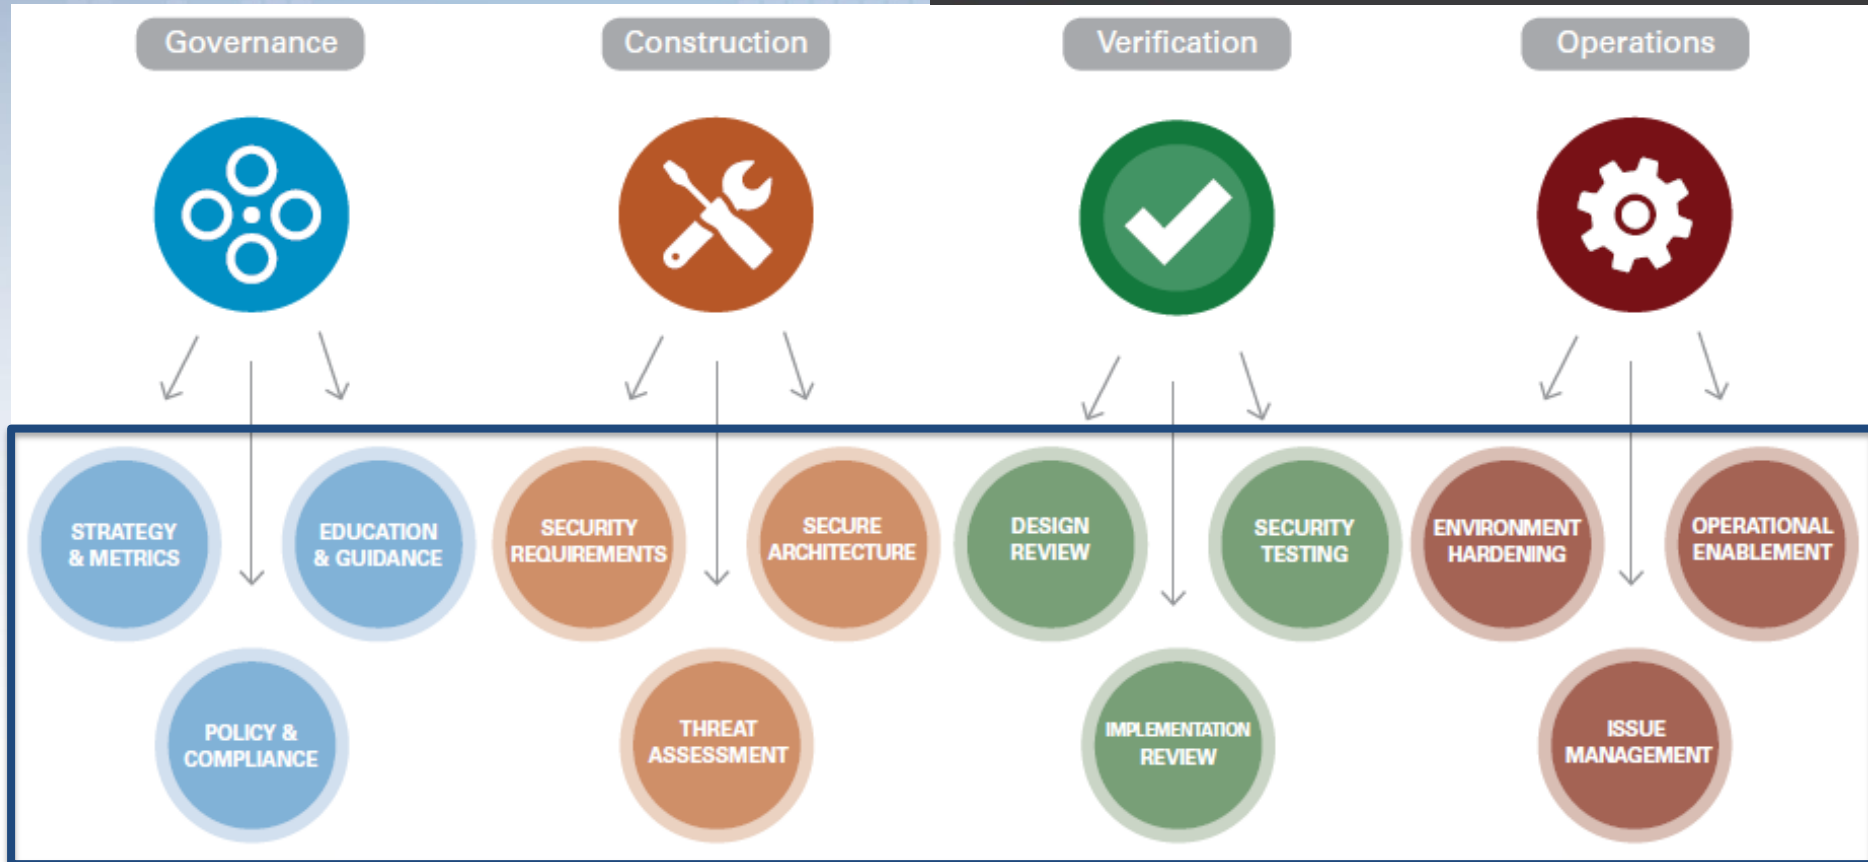 Governance
Construction
Verification
Operations
STRATEGY
& METRICS
EDUCATION
& GUIDANCE
SECURITY
REQUIREMENTS
SECURE
ARCHITECTURE
DESIGN
REVIEW
SECURITY
TESTING
ENVIRONMENT
HARDENING
OPERATIONAL
ENABLEMENT
POLICY &
COMPLIANCE
THREAT
ASSESSMENT
IMPLEMENTATION
REVIEW
ISSUE
MANAGEMENT